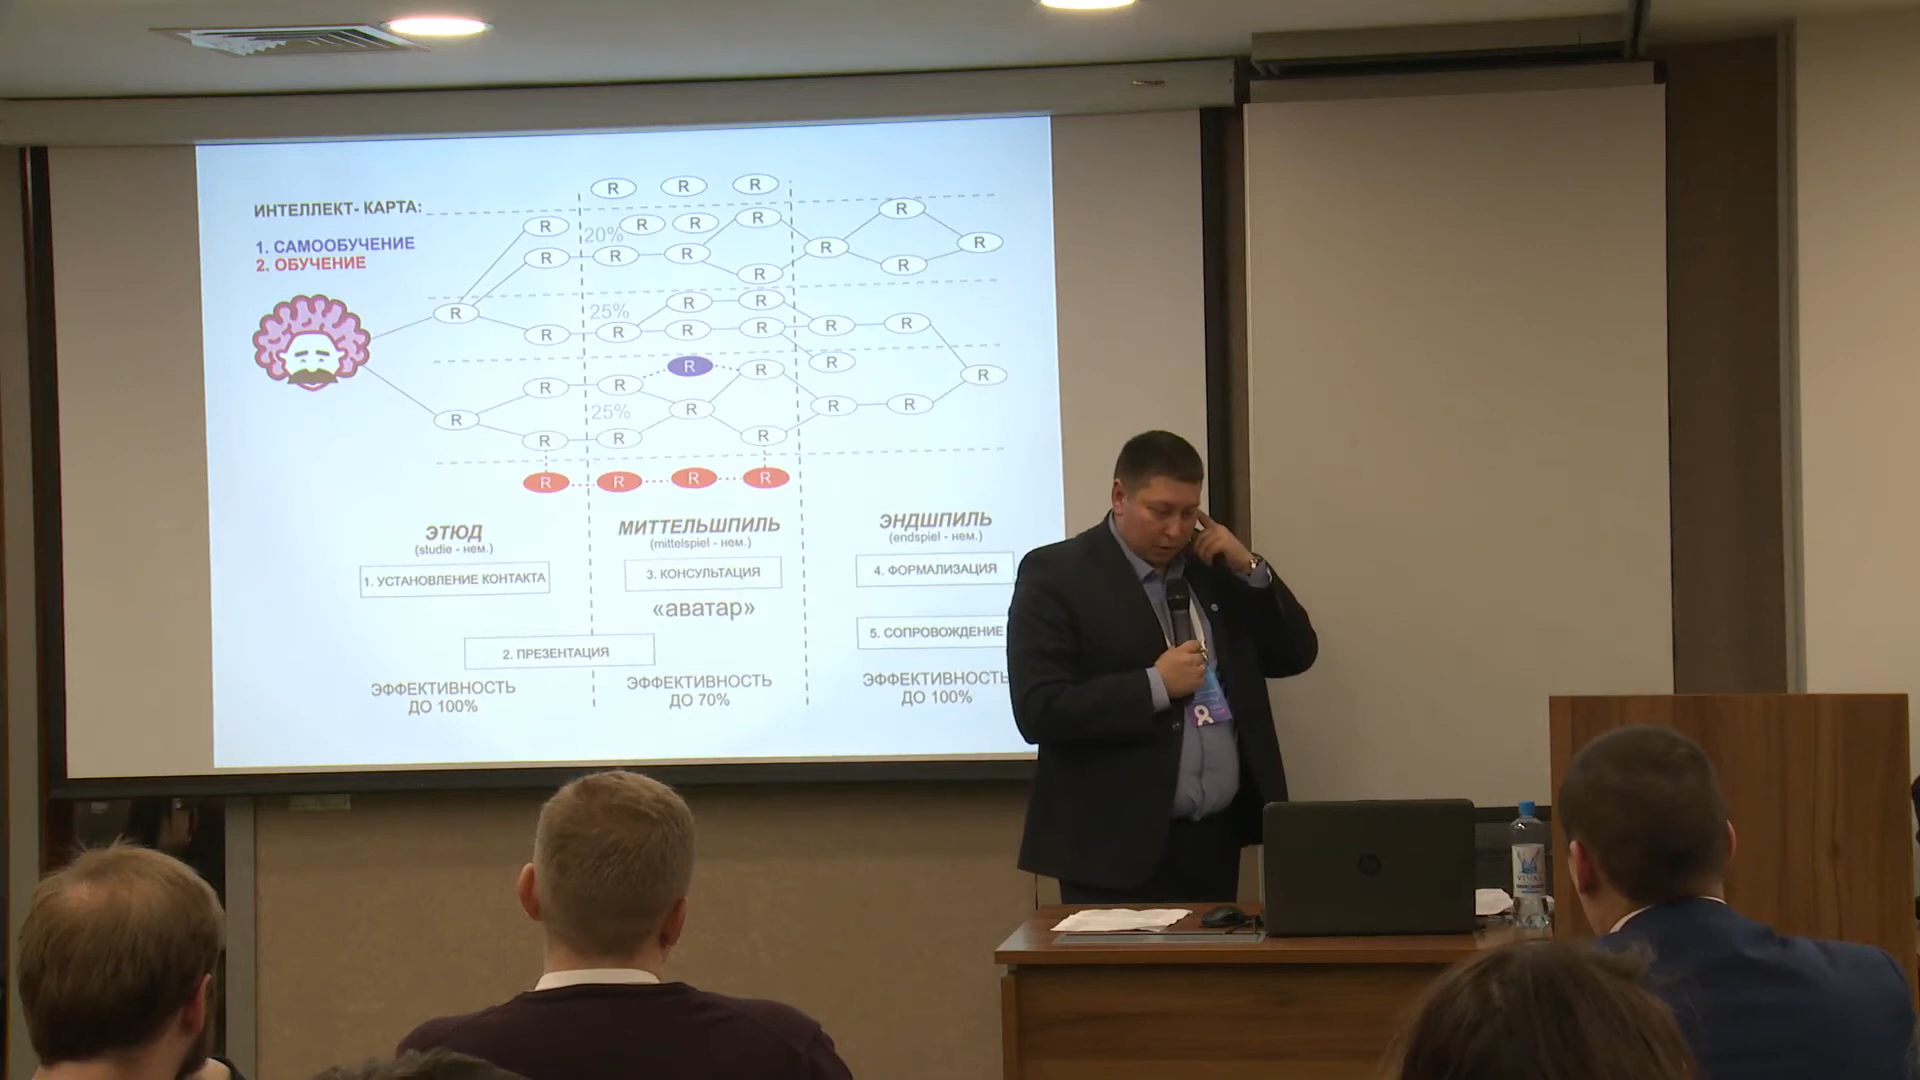 ИНТЕЛЛЕКТ- КАРТА:
1. САМООБУЧЕНИЕ
2. ОБУЧЕНИЕ
R R R
R R R R R
20%
R R R R R R
R
R R
25%
R
R R R R R R
R R
R R R R
25%
R R R R
R R R R
R R R R
ЭТЮД
(studie - нем.)
1. УСТАНОВЛЕНИЕ КОНТАКТА
МИТТЕЛЬШПИЛЬ
(mittelspiel - нем.)
3. КОНСУЛЬТАЦИЯ
«аватар»
ЭНДШПИЛЬ
(endspiel - нем.)
4. ФОРМАЛИЗАЦИЯ
5. СОПРОВОЖДЕНИЕ
2. ПРЕЗЕНТАЦИЯ
ЭФФЕКТИВНОСТЬ
ДО 100%
ЭФФЕКТИВНОСТЬ
ДО 70%
ЭФФЕКТИВНОСТЬ
ДО 100%
hp